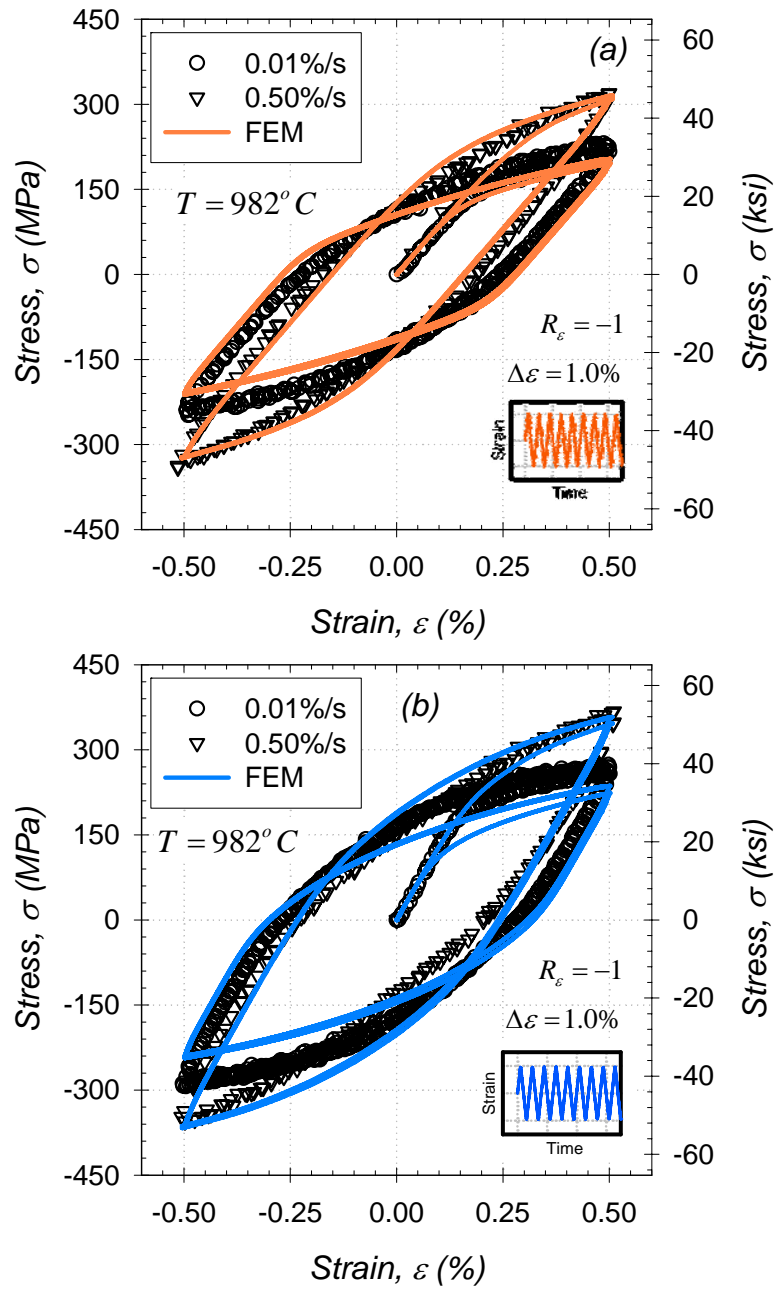 450
300
150
0
-150
-300
-450
Stress, σ (MPa)
0.01%/s
0.50%/s
FEM
(a)
T = 982° C
R_ε = −1
Δε = 1.0%
Strain
Time
60
40
20
0
-20
-40
-60
Stress, σ (ksi)
-0.50 -0.25 0.00 0.25 0.50
Strain, ε (%)
450
300
150
0
-150
-300
-450
Stress, σ (MPa)
0.01%/s
0.50%/s
FEM
(b)
T = 982° C
R_ε = −1
Δε = 1.0%
Strain
Time
60
40
20
0
-20
-40
-60
Stress, σ (ksi)
-0.50 -0.25 0.00 0.25 0.50
Strain, ε (%)